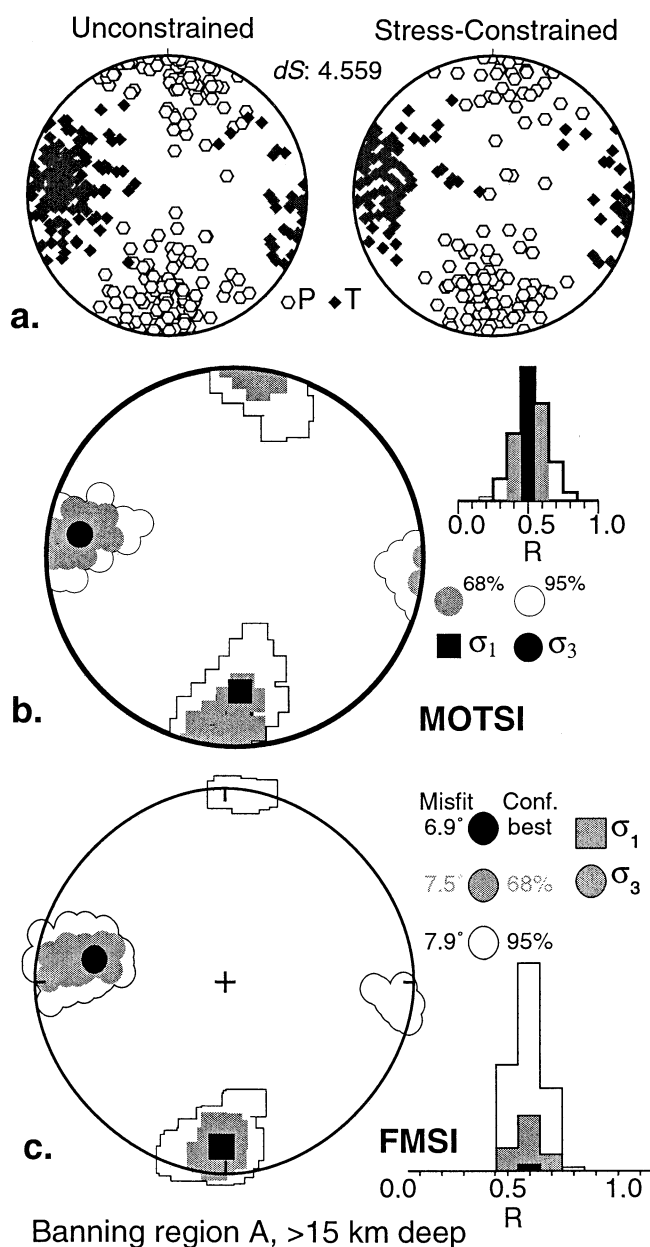 Unconstrained Stress-Constrained
dS: 4.559
P T
a.
0.0 0.5 1.0
R
68% 95%
σ1 σ3
b.
MOTSI
Misfit Conf.
6.9° best σ1
7.5° 68% σ3
7.9° 95%
c.
FMSI
0.0 0.5 1.0
R
Banning region A, >15 km deep